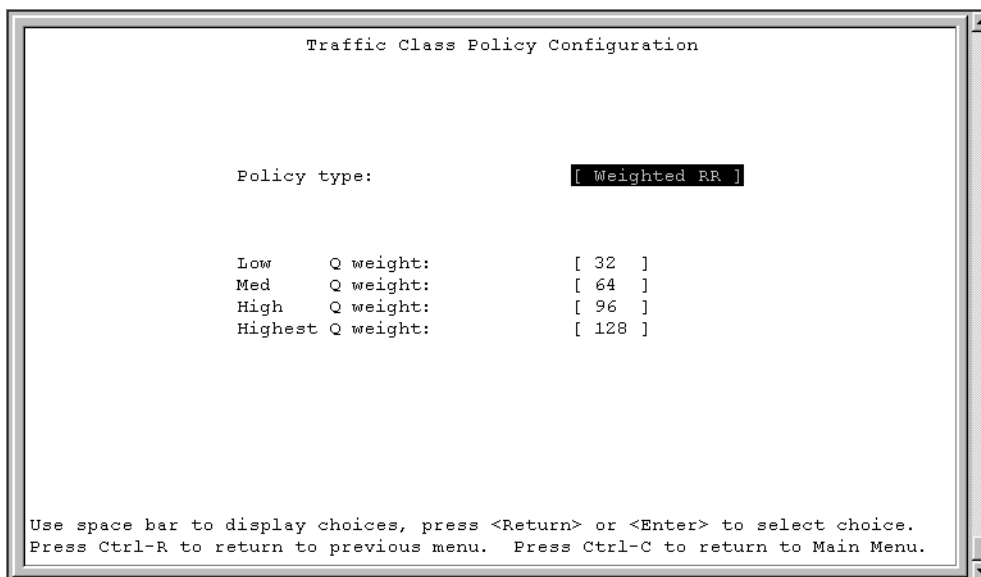 Traffic Class Policy Configuration
Policy type: [ Weighted RR ]
Low Q weight: [ 32 ]
Med Q weight: [ 64 ]
High Q weight: [ 96 ]
Highest Q weight: [ 128 ]
Use space bar to display choices, press <Return> or <Enter> to select choice.
Press Ctrl-R to return to previous menu. Press Ctrl-C to return to Main Menu.